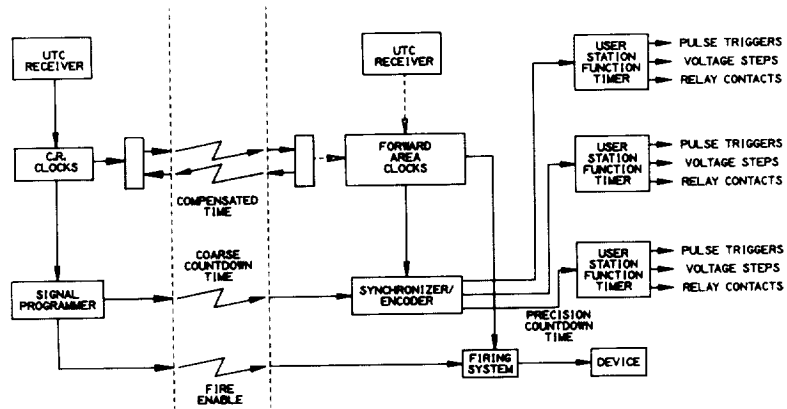 UTC
RECEIVER
UTC
RECEIVER
USER
STATION
FUNCTION
TIMER
PULSE TRIGGERS
VOLTAGE STEPS
RELAY CONTACTS
C.R.
CLOCKS
COMPENSATED
TIME
FORWARD
AREA
CLOCKS
USER
STATION
FUNCTION
TIMER
PULSE TRIGGERS
VOLTAGE STEPS
RELAY CONTACTS
SIGNAL
PROGRAMMER
COARSE
COUNTDOWN
TIME
SYNCHRONIZER/
ENCODER
USER
STATION
FUNCTION
TIMER
PULSE TRIGGERS
VOLTAGE STEPS
RELAY CONTACTS
PRECISION
COUNTDOWN
TIME
FIRE
ENABLE
FIRING
SYSTEM
DEVICE